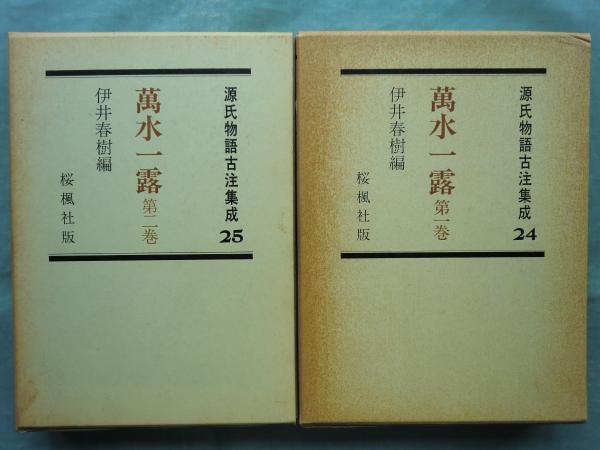 源氏物語古注集成 24
萬水一露 第一巻
伊井春樹編
桜楓社版
源氏物語古注集成 25
萬水一露 第二巻
伊井春樹編
桜楓社版